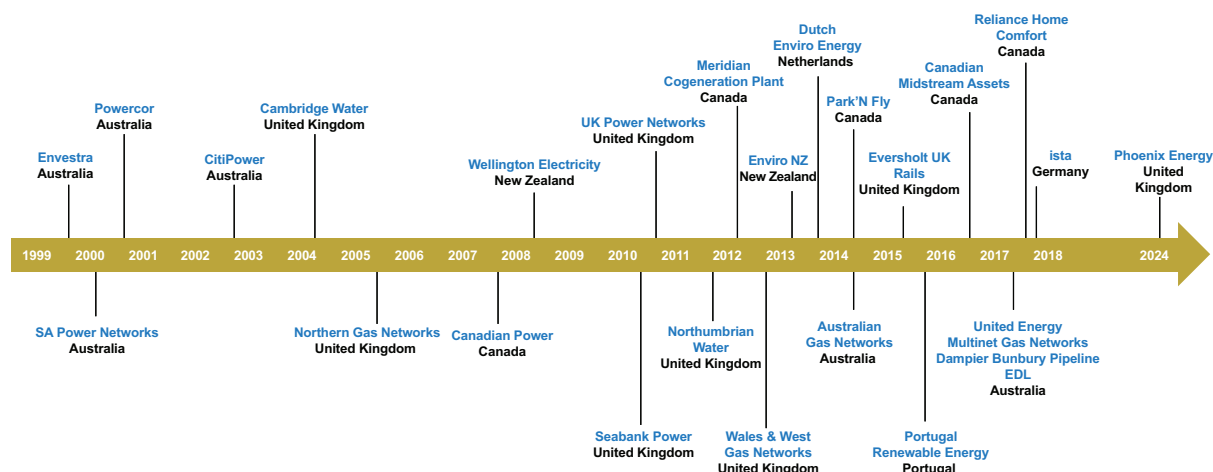 Reliance Home
Comfort
Canada
Dutch
Enviro Energy
Netherlands
Meridian
Cogeneration Plant
Canada
Canadian
Midstream Assets
Canada
Powercor
Australia
Cambridge Water
United Kingdom
Park'N Fly
Canada
UK Power Networks
United Kingdom
Envestra
Australia
CitiPower
Australia
Wellington Electricity
New Zealand
Enviro NZ
New Zealand
Eversholt UK
Rails
United Kingdom
ista
Germany
Phoenix Energy
United
Kingdom
1999 2000 2001 2002 2003 2004 2005 2006 2007 2008 2009 2010 2011 2012 2013 2014 2015 2016 2017 2018 2024
SA Power Networks
Australia
Northern Gas Networks
United Kingdom
Canadian Power
Canada
Northumbrian
Water
United Kingdom
Australian
Gas Networks
Australia
United Energy
Multinet Gas Networks
Dampier Bunbury Pipeline
EDL
Australia
Seabank Power
United Kingdom
Wales & West
Gas Networks
United Kingdom
Portugal
Renewable Energy
Portugal